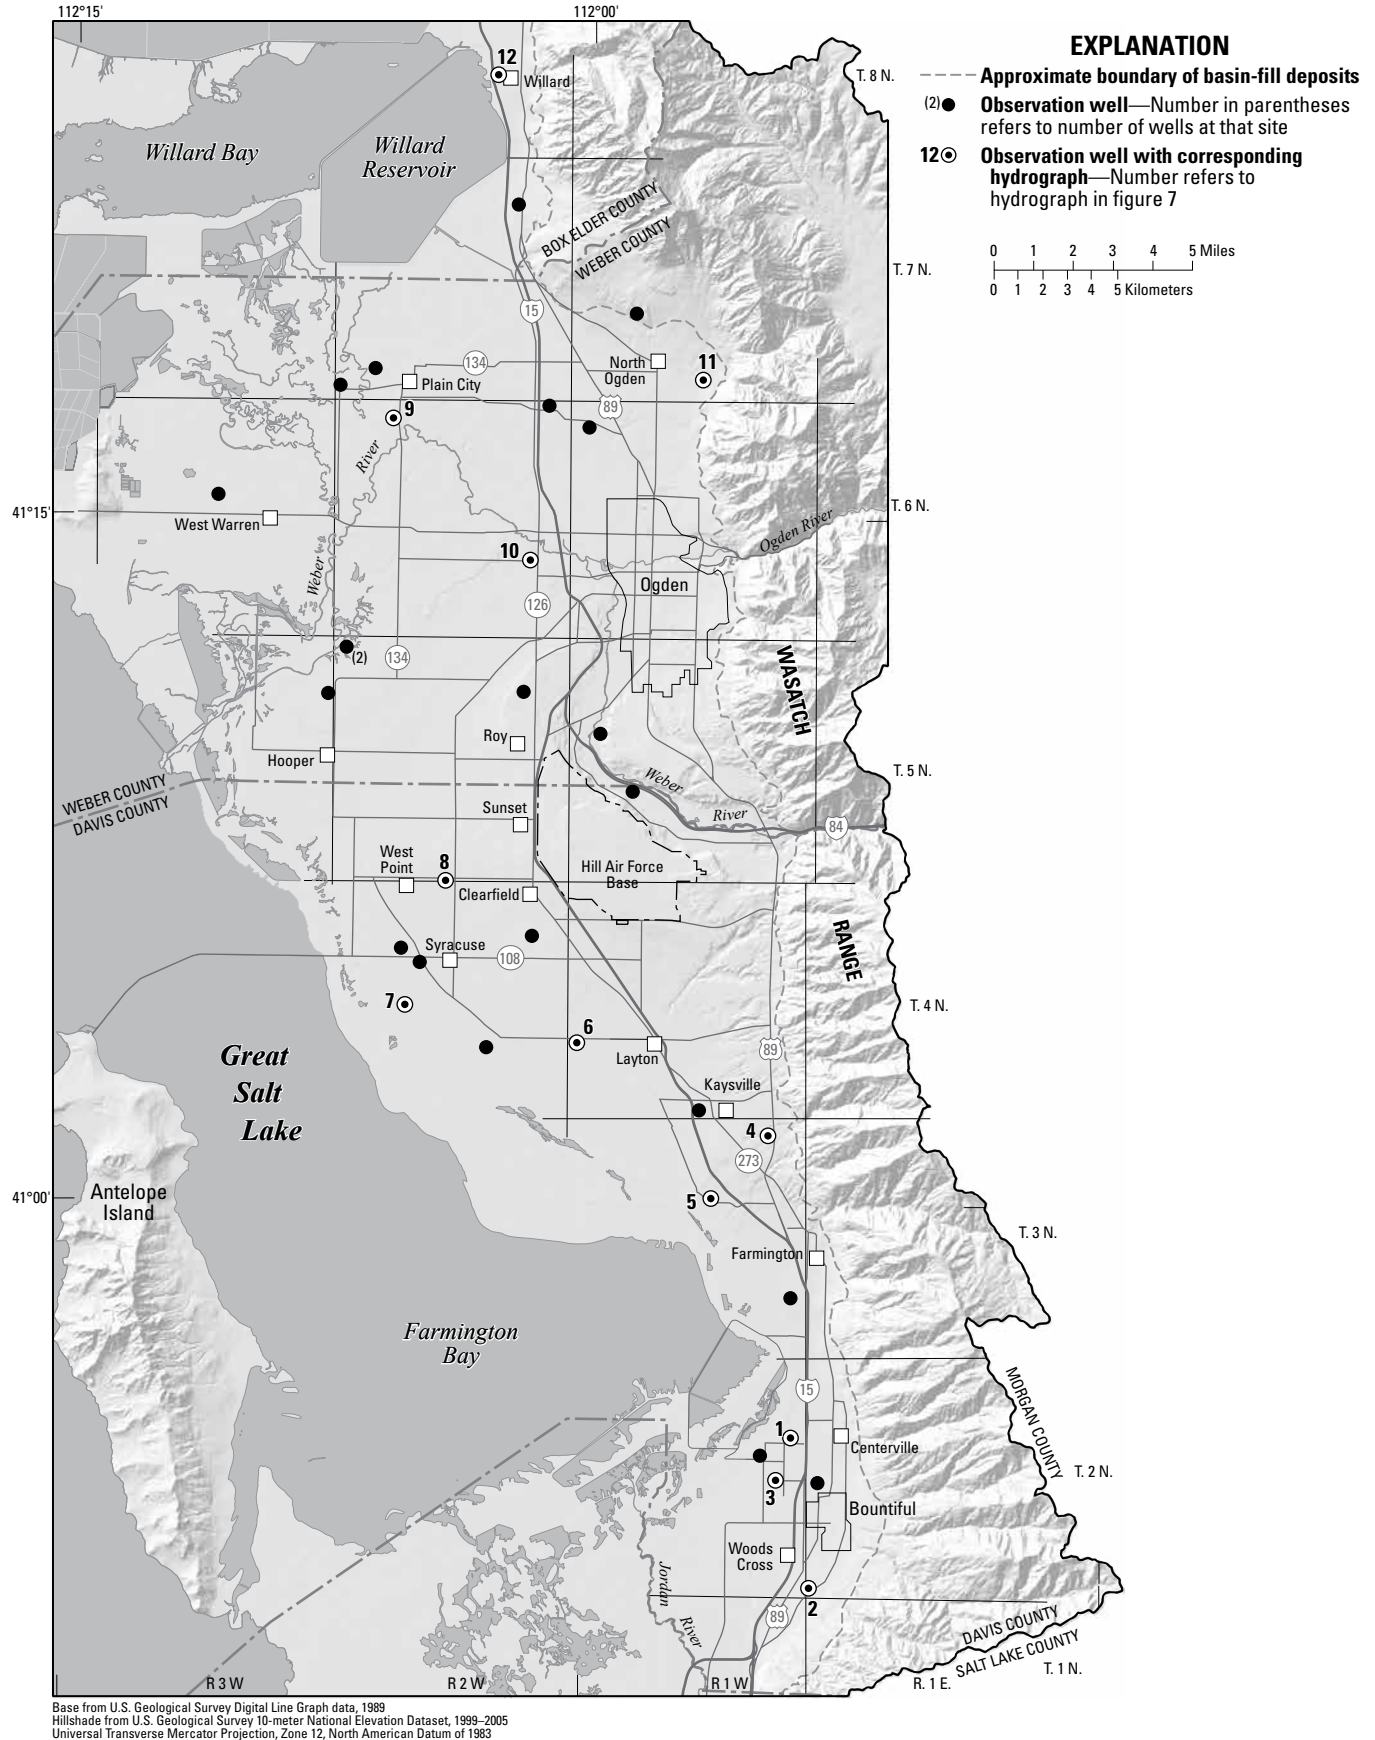 112°15'
112°00'
EXPLANATION
Approximate boundary of basin-fill deposits
(2) Observation well—Number in parentheses
refers to number of wells at that site
12 Observation well with corresponding
hydrograph—Number refers to
hydrograph in figure 7
0 1 2 3 4 5 Miles
0 1 2 3 4 5 Kilometers
12
Willard
T. 8 N.
Willard Bay
Willard
Reservoir
BOX ELDER COUNTY
WEBER COUNTY
T. 7 N.
15
134
North
Ogden
11
Plain City
9
89
River
41°15'
West Warren
T. 6 N.
Ogden River
10
Weber
Ogden
126
(2)
134
WASATCH
Roy
Hooper
T. 5 N.
WEBER COUNTY
DAVIS COUNTY
Weber
River
Sunset
84
West
Point
8
Clearfield
Hill Air Force
Base
RANGE
Syracuse
108
7
T. 4 N.
6
Layton
89
Great
Salt
Lake
Kaysville
4
273
41°00'
Antelope
Island
5
Farmington
T. 3 N.
Farmington
Bay
15
MORGAN COUNTY
1
Centerville
T. 2 N.
3
Bountiful
Woods
Cross
Jordan
River
2
89
DAVIS COUNTY
SALT LAKE COUNTY
T. 1 N.
R 3 W
R 2 W
R 1 W
R. 1 E.
Base from U.S. Geological Survey Digital Line Graph data, 1989
Hillshade from U.S. Geological Survey 10-meter National Elevation Dataset, 1999–2005
Universal Transverse Mercator Projection, Zone 12, North American Datum of 1983